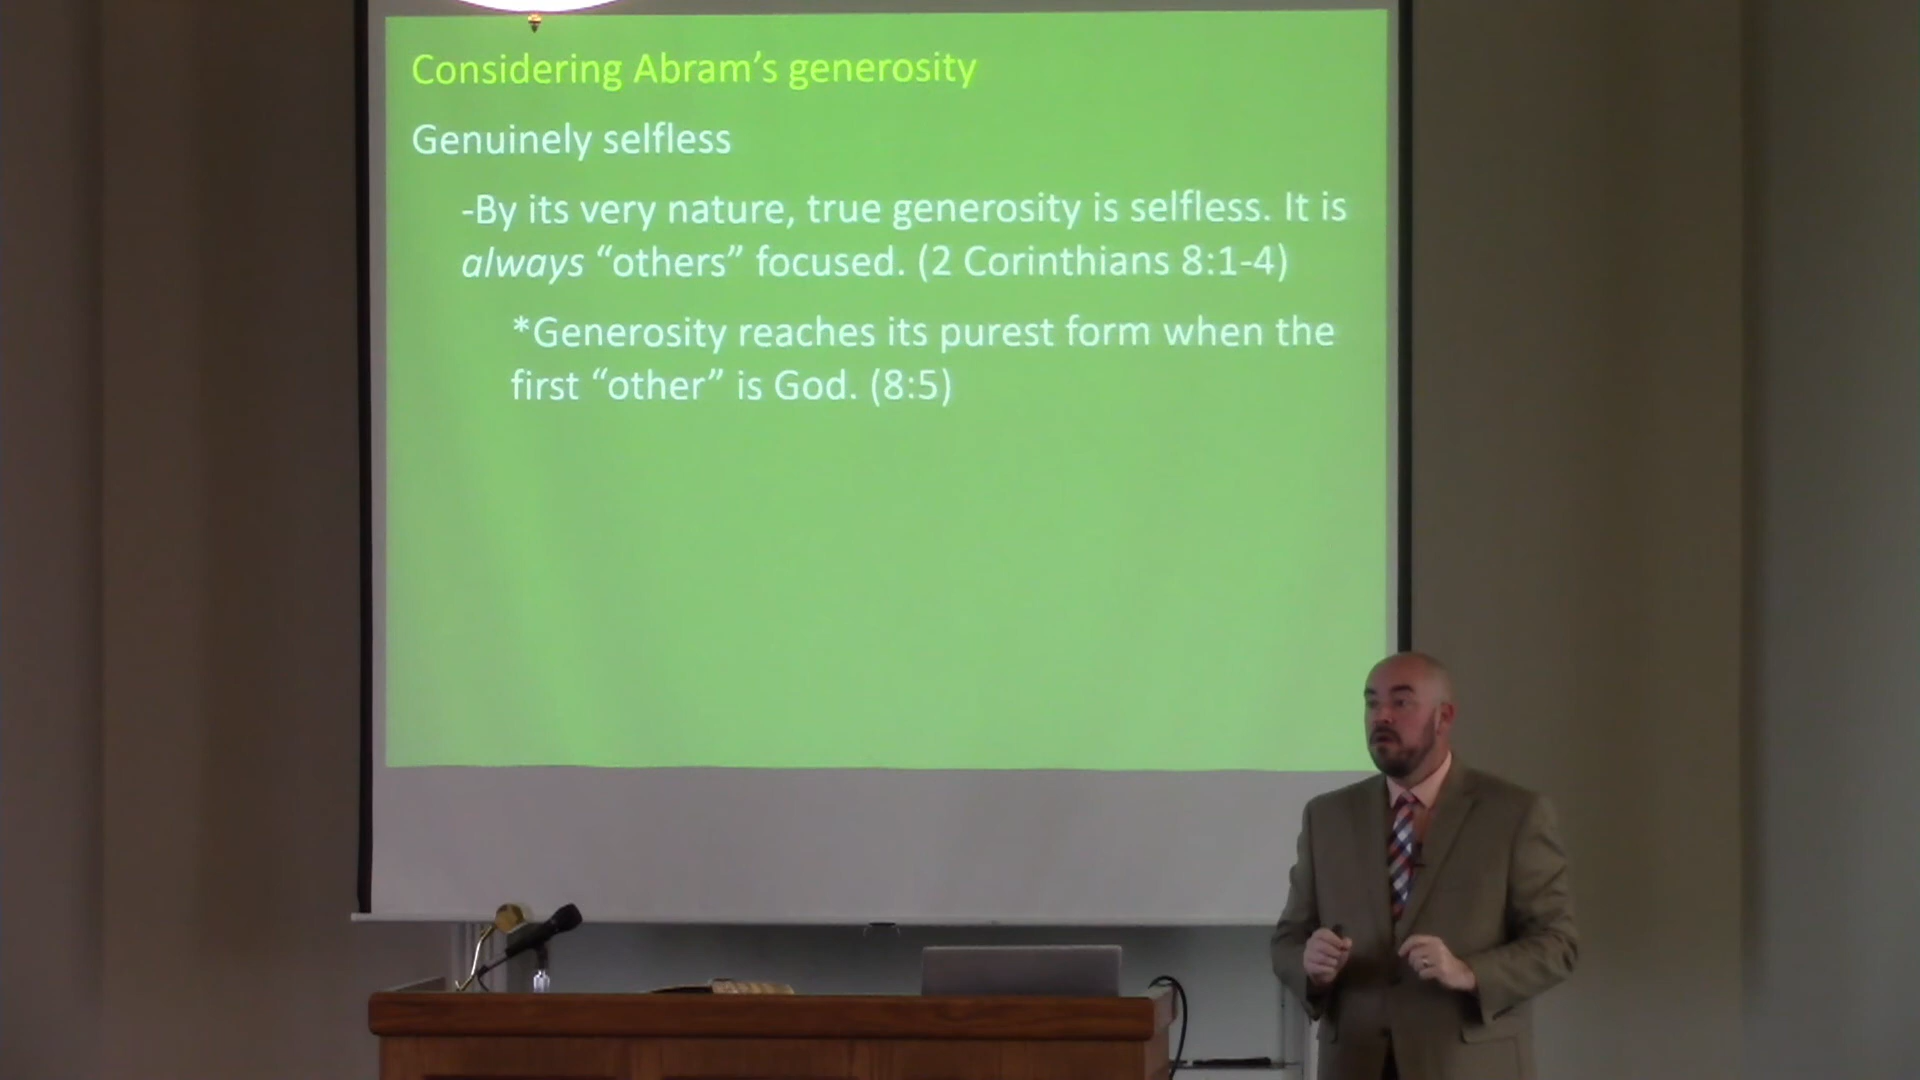 Considering Abram’s generosity
Genuinely selfless
-By its very nature, true generosity is selfless. It is
always “others” focused. (2 Corinthians 8:1-4)
*Generosity reaches its purest form when the
first “other” is God. (8:5)